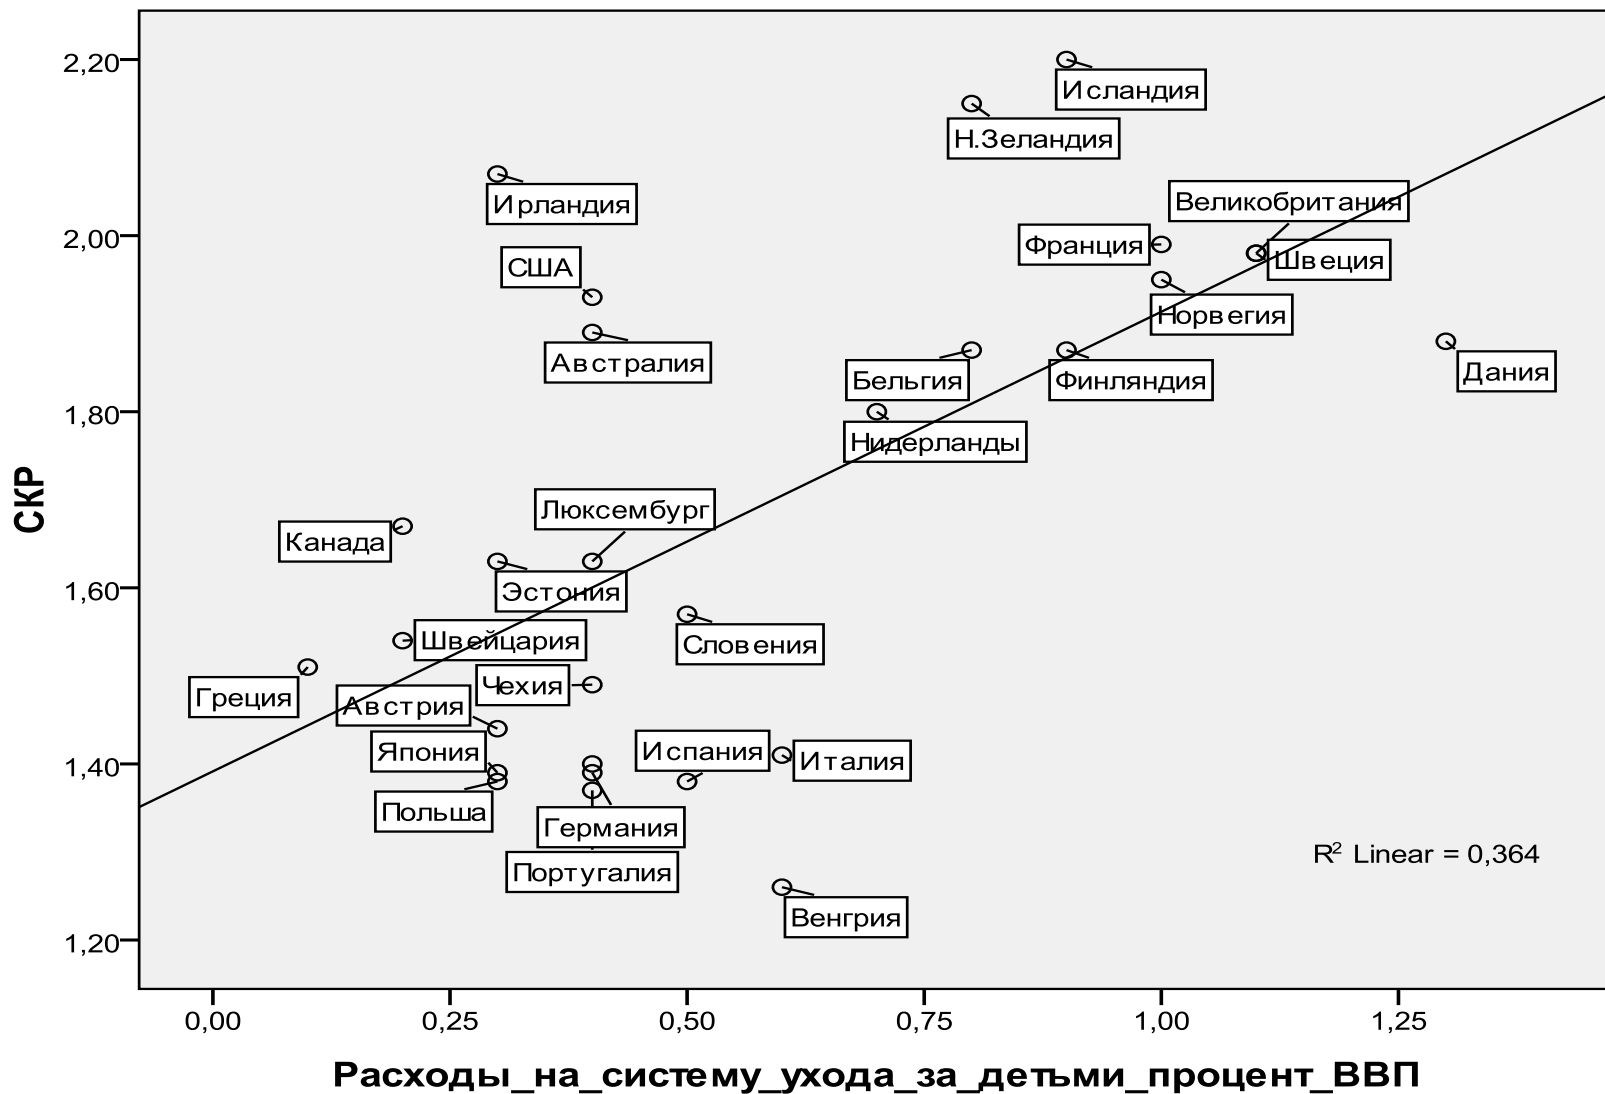 2,20
Исландия
Н.Зеландия
Ирландия
Великобритания
2,00
Франция
Швеция
США
Норвегия
Австралия
Бельгия
Финляндия
Дания
1,80
Нидерланды
СКР
Люксембург
Канада
1,60
Эстония
Швейцария
Словения
Греция
Чехия
Австрия
Япония
Испания
Италия
1,40
Польша
Германия
R² Linear = 0,364
Португалия
Венгрия
1,20
0,00 0,25 0,50 0,75 1,00 1,25
Расходы_на_систему_ухода_за_детьми_процент_ВВП